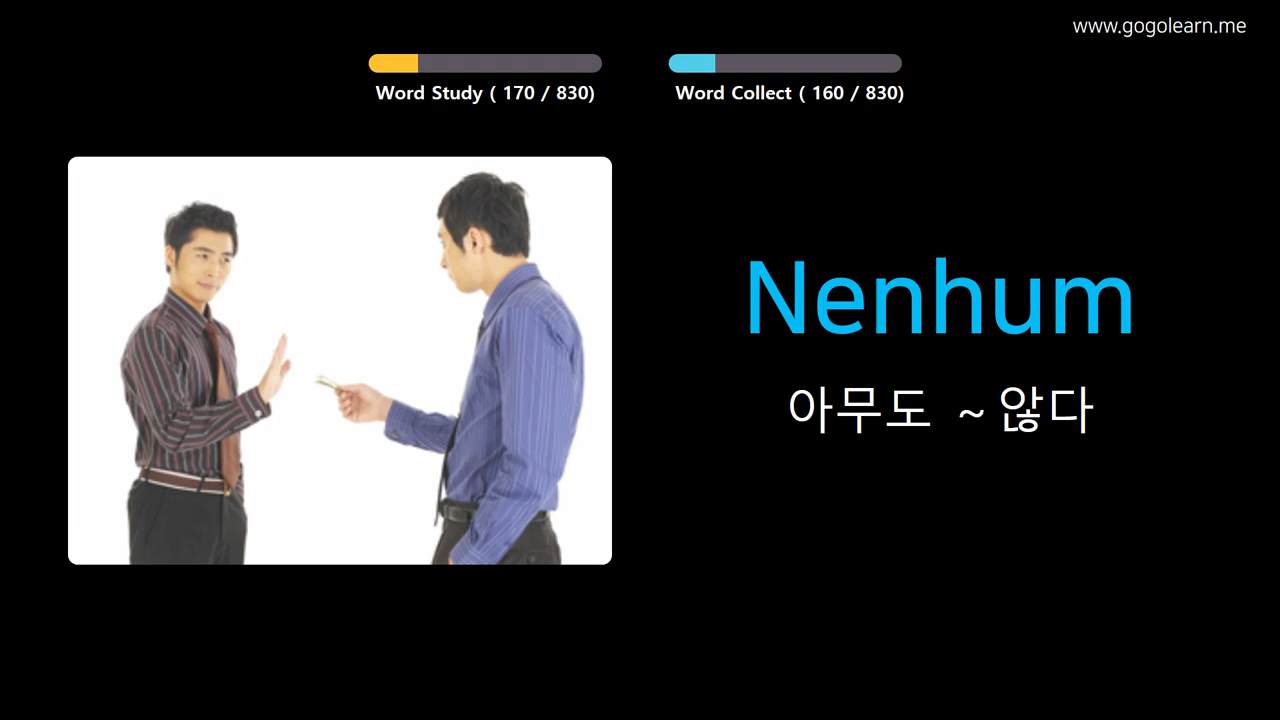 www.gogolearn.me
Word Study ( 170 / 830)
Word Collect ( 160 / 830)
Nenhum
아무도 ~ 않다